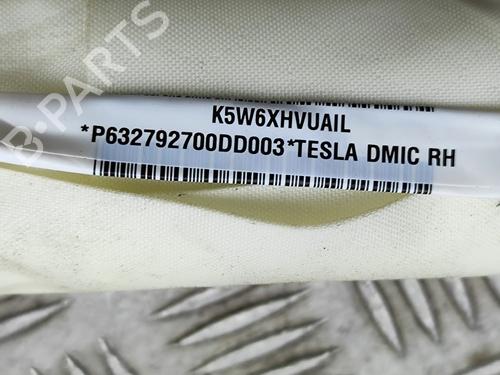 B-PARTS
K5W6XHVUAIL
*P632792700DD003*TESLA DMIC RH